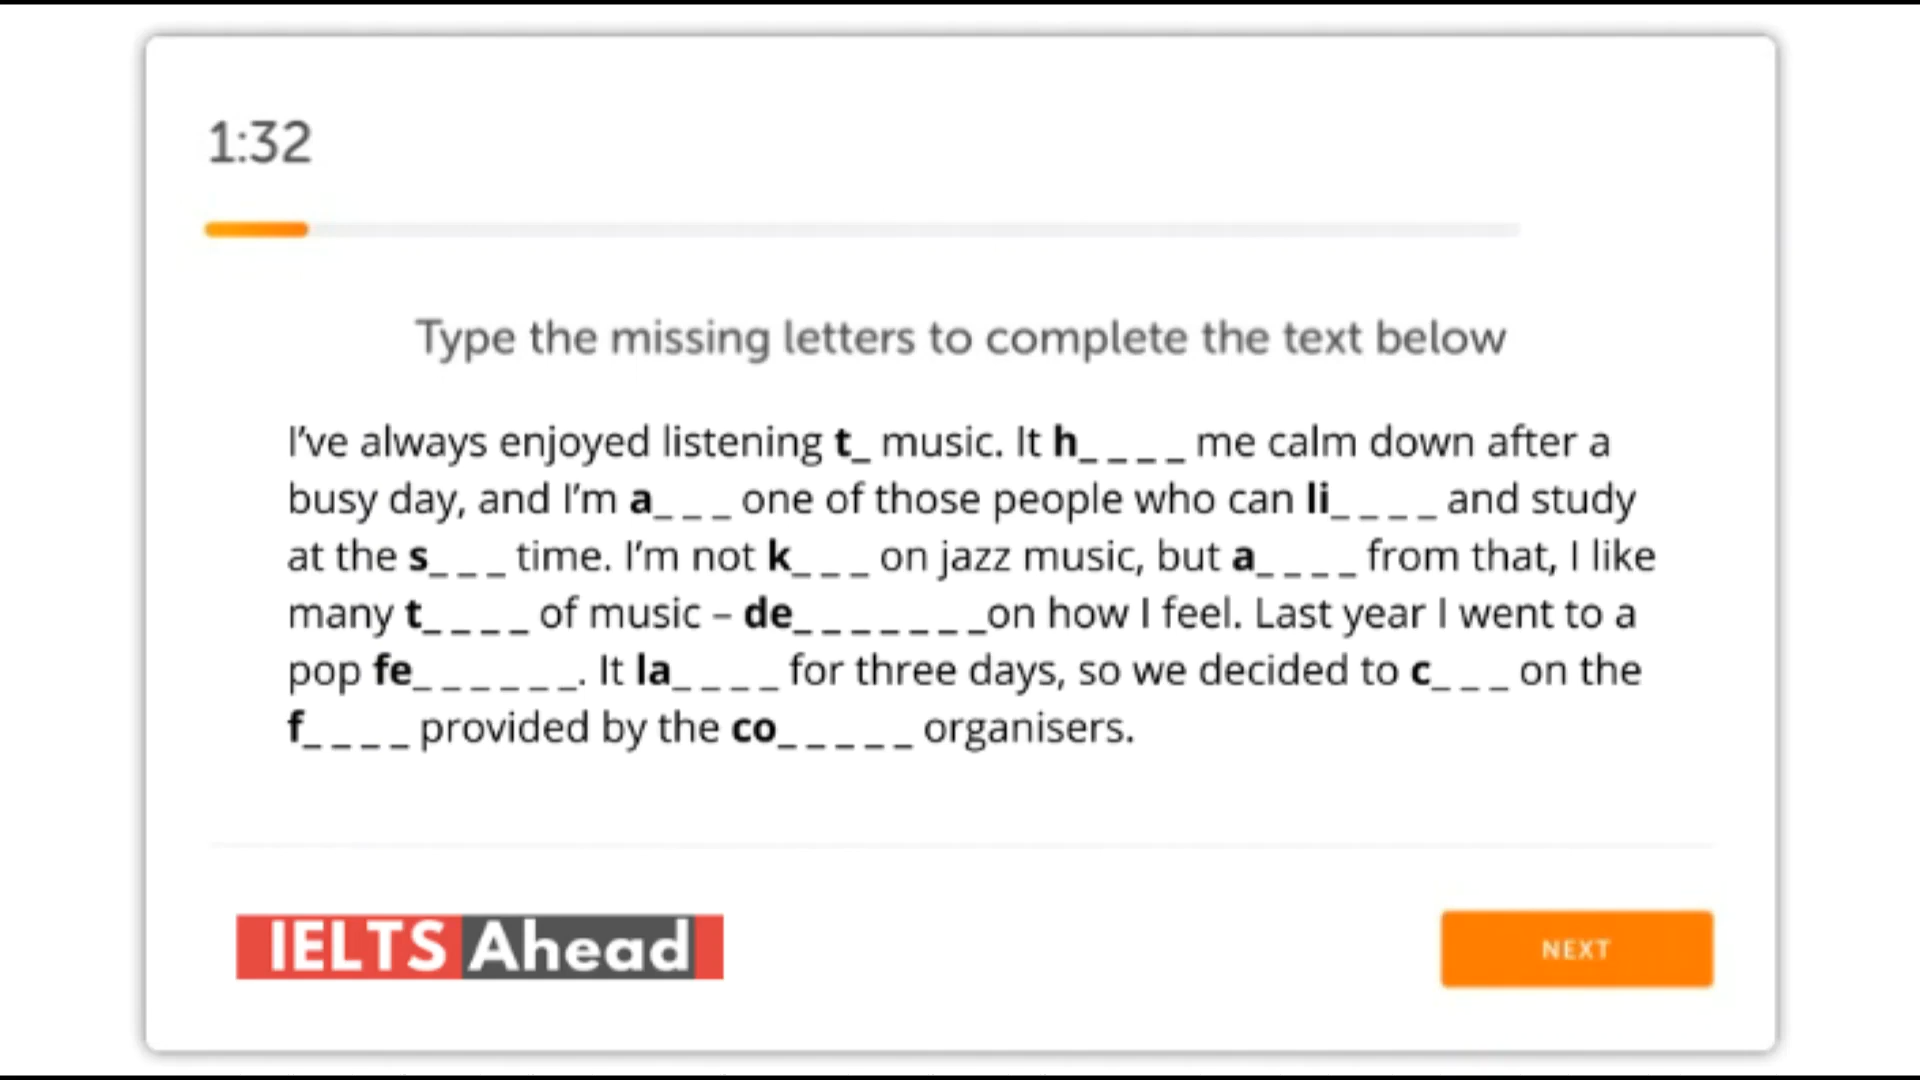 1:32
Type the missing letters to complete the text below
I’ve always enjoyed listening t_ music. It h_ _ _ _ me calm down after a
busy day, and I’m a_ _ _ one of those people who can li_ _ _ _ and study
at the s_ _ _ time. I’m not k_ _ _ on jazz music, but a_ _ _ _ from that, I like
many t_ _ _ _ of music – de_ _ _ _ _ _ _on how I feel. Last year I went to a
pop fe_ _ _ _ _ _. It la_ _ _ _ for three days, so we decided to c_ _ _ on the
f_ _ _ _ provided by the co_ _ _ _ _ organisers.
IELTS Ahead
NEXT